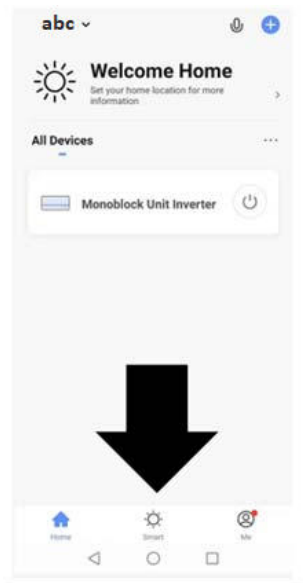 abc
Welcome Home
Set your home location for more
information
All Devices
Monoblock Unit Inverter
Home
Smart
Me